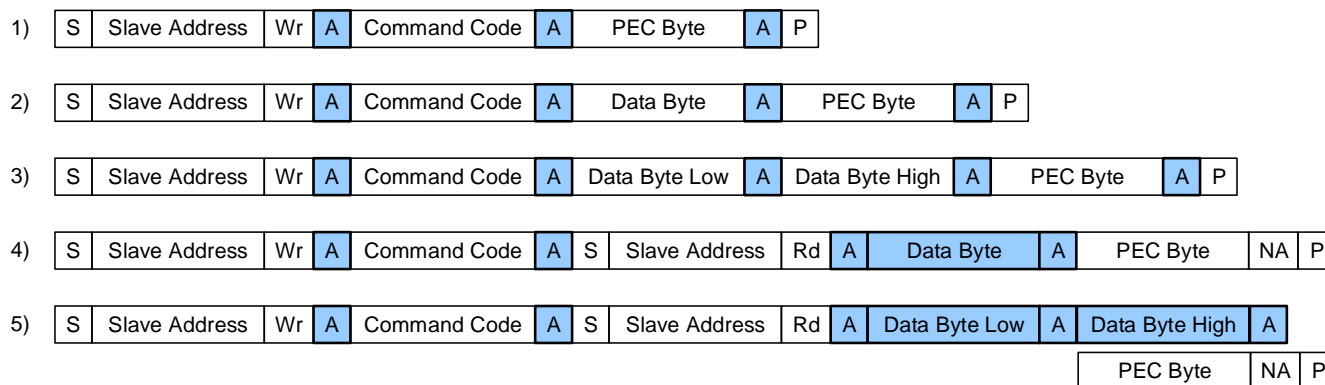 1) S Slave Address Wr A Command Code A PEC Byte A P
2) S Slave Address Wr A Command Code A Data Byte A PEC Byte A P
3) S Slave Address Wr A Command Code A Data Byte Low A Data Byte High A PEC Byte A P
4) S Slave Address Wr A Command Code A S Slave Address Rd A Data Byte A PEC Byte NA P
5) S Slave Address Wr A Command Code A S Slave Address Rd A Data Byte Low A Data Byte High A
PEC Byte NA P